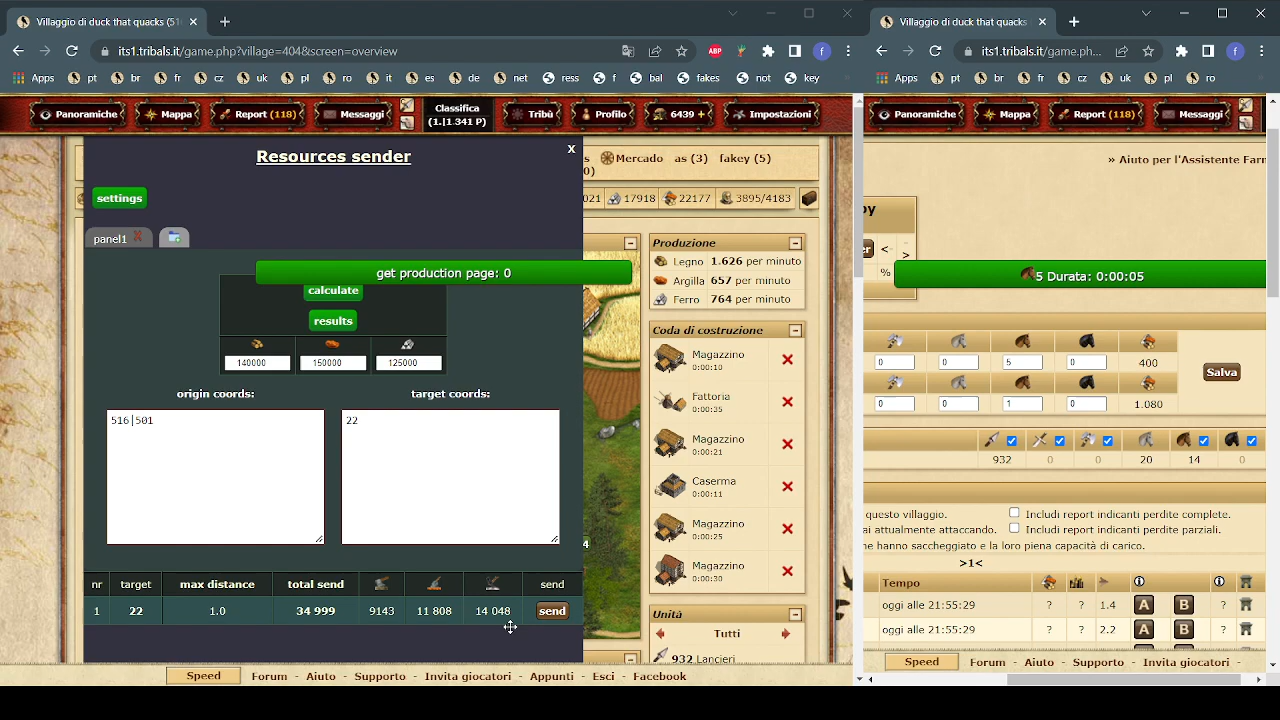 Villaggio di duck that quacks (51
its1.tribals.it/game.php?village=404&screen=overview
ABP
f
Apps pt br fr cz uk pl ro it es de net ress f bal fakes not key
Panoramiche Mappa Report (118) Messaggi Classifica (1.|1 341 P) Tribù Profilo 6439 + Impostazioni
Resources sender
x
Mercado as (3) fakey (5)
0)
settings
021 17918 22177 3895/4183
panel1
get production page: 0
calculate
results
140000 150000 125000
origin coords: target coords:
516|501
22
nr target max distance total send send
1 22 1.0 34 999 9143 11 808 14 048 send
Produzione
Legno 1.626 per minuto
Argilla 657 per minuto
Ferro 764 per minuto
Coda di costruzione
Magazzino
0:00:10
Fattoria
0:00:35
Magazzino
0:00:21
Caserma
0:00:11
Magazzino
0:00:25
Magazzino
0:00:30
Unità
Tutti
932 Lancieri
4
Speed Forum - Aiuto - Supporto - Invita giocatori - Appunti - Esci - Facebook
Villaggio di duck that quacks
its1.tribals.it/game.ph...
f
Apps pt br fr cz uk pl ro
Panoramiche Mappa Report (118) Messaggi
» Aiuto per l'Assistente Farm
by
er <- ->
%
5 Durata: 0:00:05
0 0 5 0 400
Salva
0 0 1 0 1.080
932 0 0 20 14 0
questo villaggio. Includi report indicanti perdite complete.
ai attualmente attaccando. Includi report indicanti perdite parziali.
ne hanno saccheggiato e la loro piena capacità di carico.
>1<
Tempo
oggi alle 21:55:29 ? ? 1.4 A B ?
oggi alle 21:55:29 ? ? 2.2 A B ?
Speed Forum - Aiuto - Supporto - Invita giocatori -